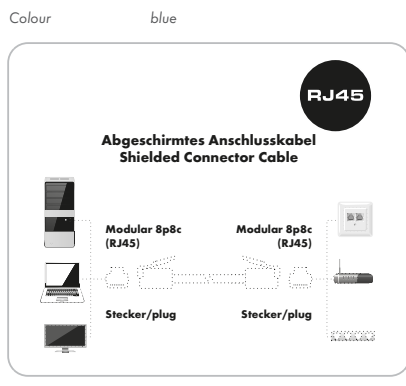 Colour blue
RJ45
Abgeschirmtes Anschlusskabel
Shielded Connector Cable
Modular 8p8c
(RJ45)
Modular 8p8c
(RJ45)
Stecker/plug
Stecker/plug